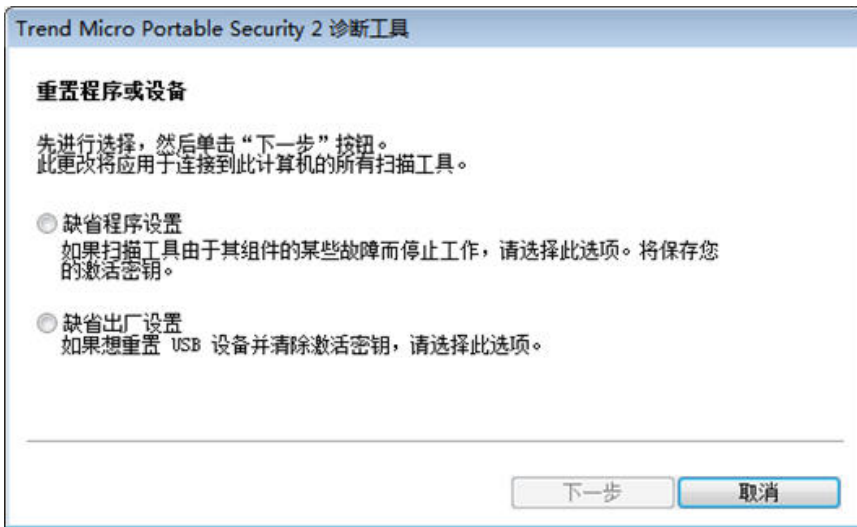 Trend Micro Portable Security 2 诊断工具
重置程序或设备
先进行选择，然后单击“下一步”按钮。
此更改将应用于连接到此计算机的所有扫描工具。
缺省程序设置
如果扫描工具由于其组件的某些故障而停止工作，请选择此选项。将保存您
的激活密钥。
缺省出厂设置
如果想重置 USB 设备并清除激活密钥，请选择此选项。
下一步
取消